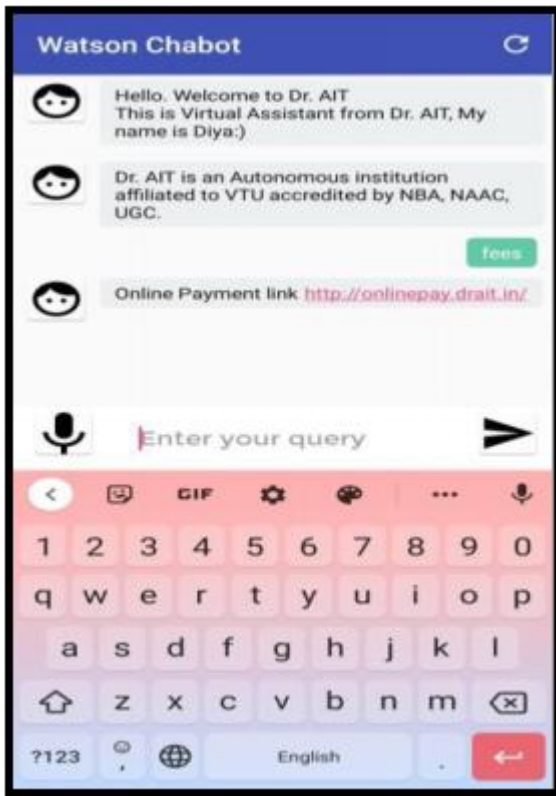 Watson Chabot
Hello. Welcome to Dr. AIT
This is Virtual Assistant from Dr. AIT, My
name is Diya:)
Dr. AIT is an Autonomous institution
affiliated to VTU accredited by NBA, NAAC,
UGC.
fees
Online Payment link http://onlinepay.drait.in/
Enter your query
GIF
1 2 3 4 5 6 7 8 9 0
q w e r t y u i o p
a s d f g h j k l
z x c v b n m
?123 , English .